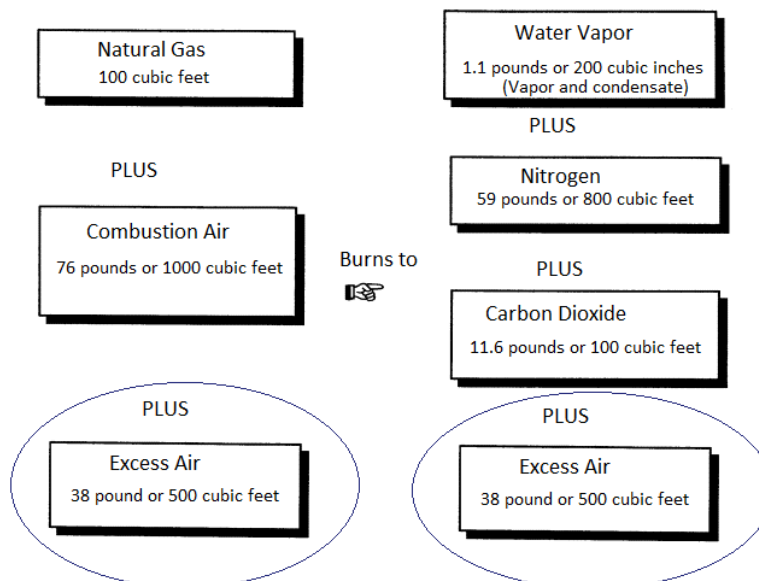 Natural Gas
100 cubic feet
PLUS
Combustion Air
76 pounds or 1000 cubic feet
PLUS
Excess Air
38 pound or 500 cubic feet
Burns to
Water Vapor
1.1 pounds or 200 cubic inches
(Vapor and condensate)
PLUS
Nitrogen
59 pounds or 800 cubic feet
PLUS
Carbon Dioxide
11.6 pounds or 100 cubic feet
PLUS
Excess Air
38 pound or 500 cubic feet